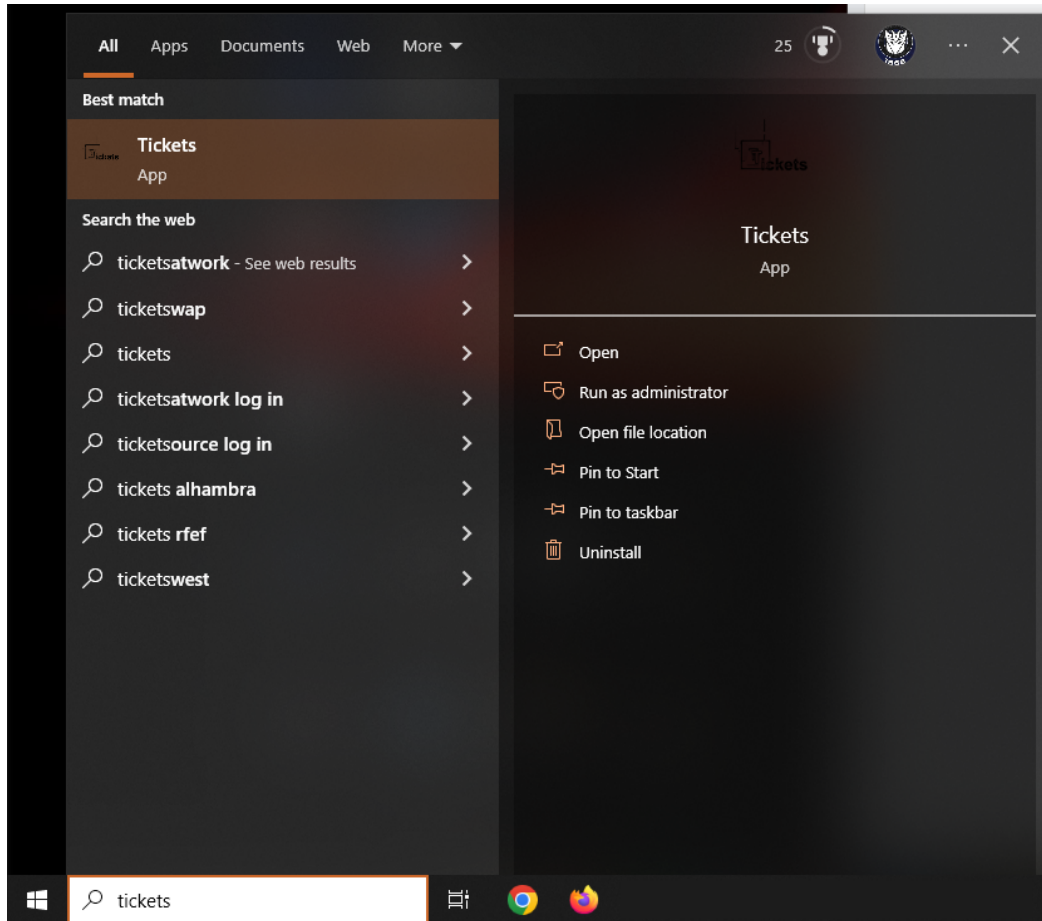 All Apps Documents Web More 25
Best match
Tickets
App
Search the web
ticketsatwork - See web results
ticketswap
tickets
ticketsatwork log in
ticketsource log in
tickets alhambra
tickets rfef
ticketswest
Tickets
Tickets
App
Open
Run as administrator
Open file location
Pin to Start
Pin to taskbar
Uninstall
tickets